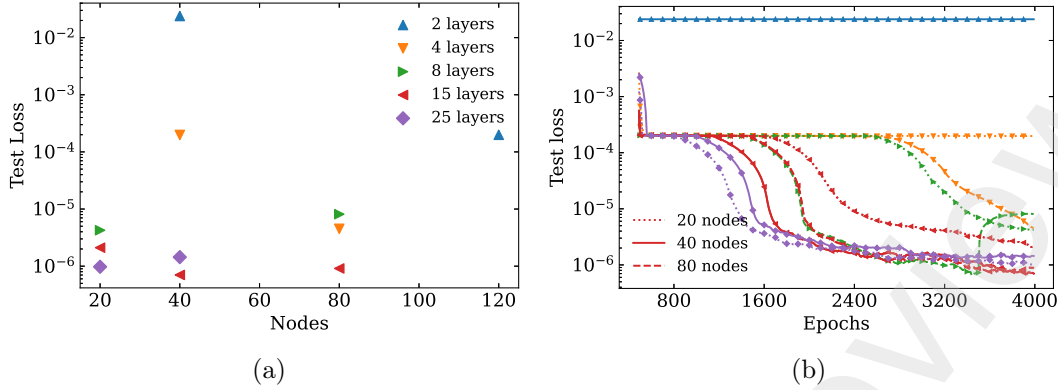 10⁻²
10⁻³
10⁻⁴
10⁻⁵
10⁻⁶
Test Loss
2 layers
4 layers
8 layers
15 layers
25 layers
20 40 60 80 100 120
Nodes
(a)
10⁻²
10⁻³
10⁻⁴
10⁻⁵
10⁻⁶
Test loss
20 nodes
40 nodes
80 nodes
800 1600 2400 3200 4000
Epochs
(b)